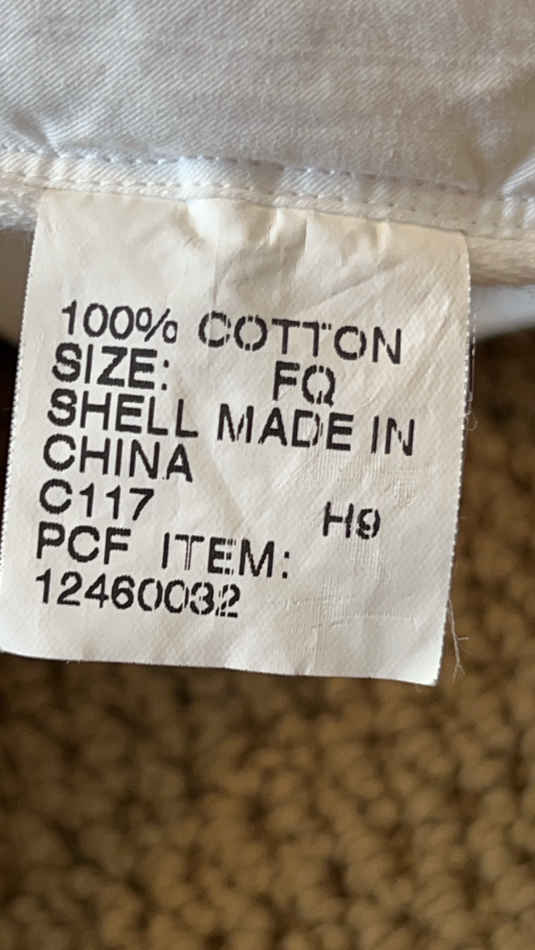 100% COTTON
SIZE: FQ
SHELL MADE IN
CHINA
C117 H9
PCF ITEM:
12460032